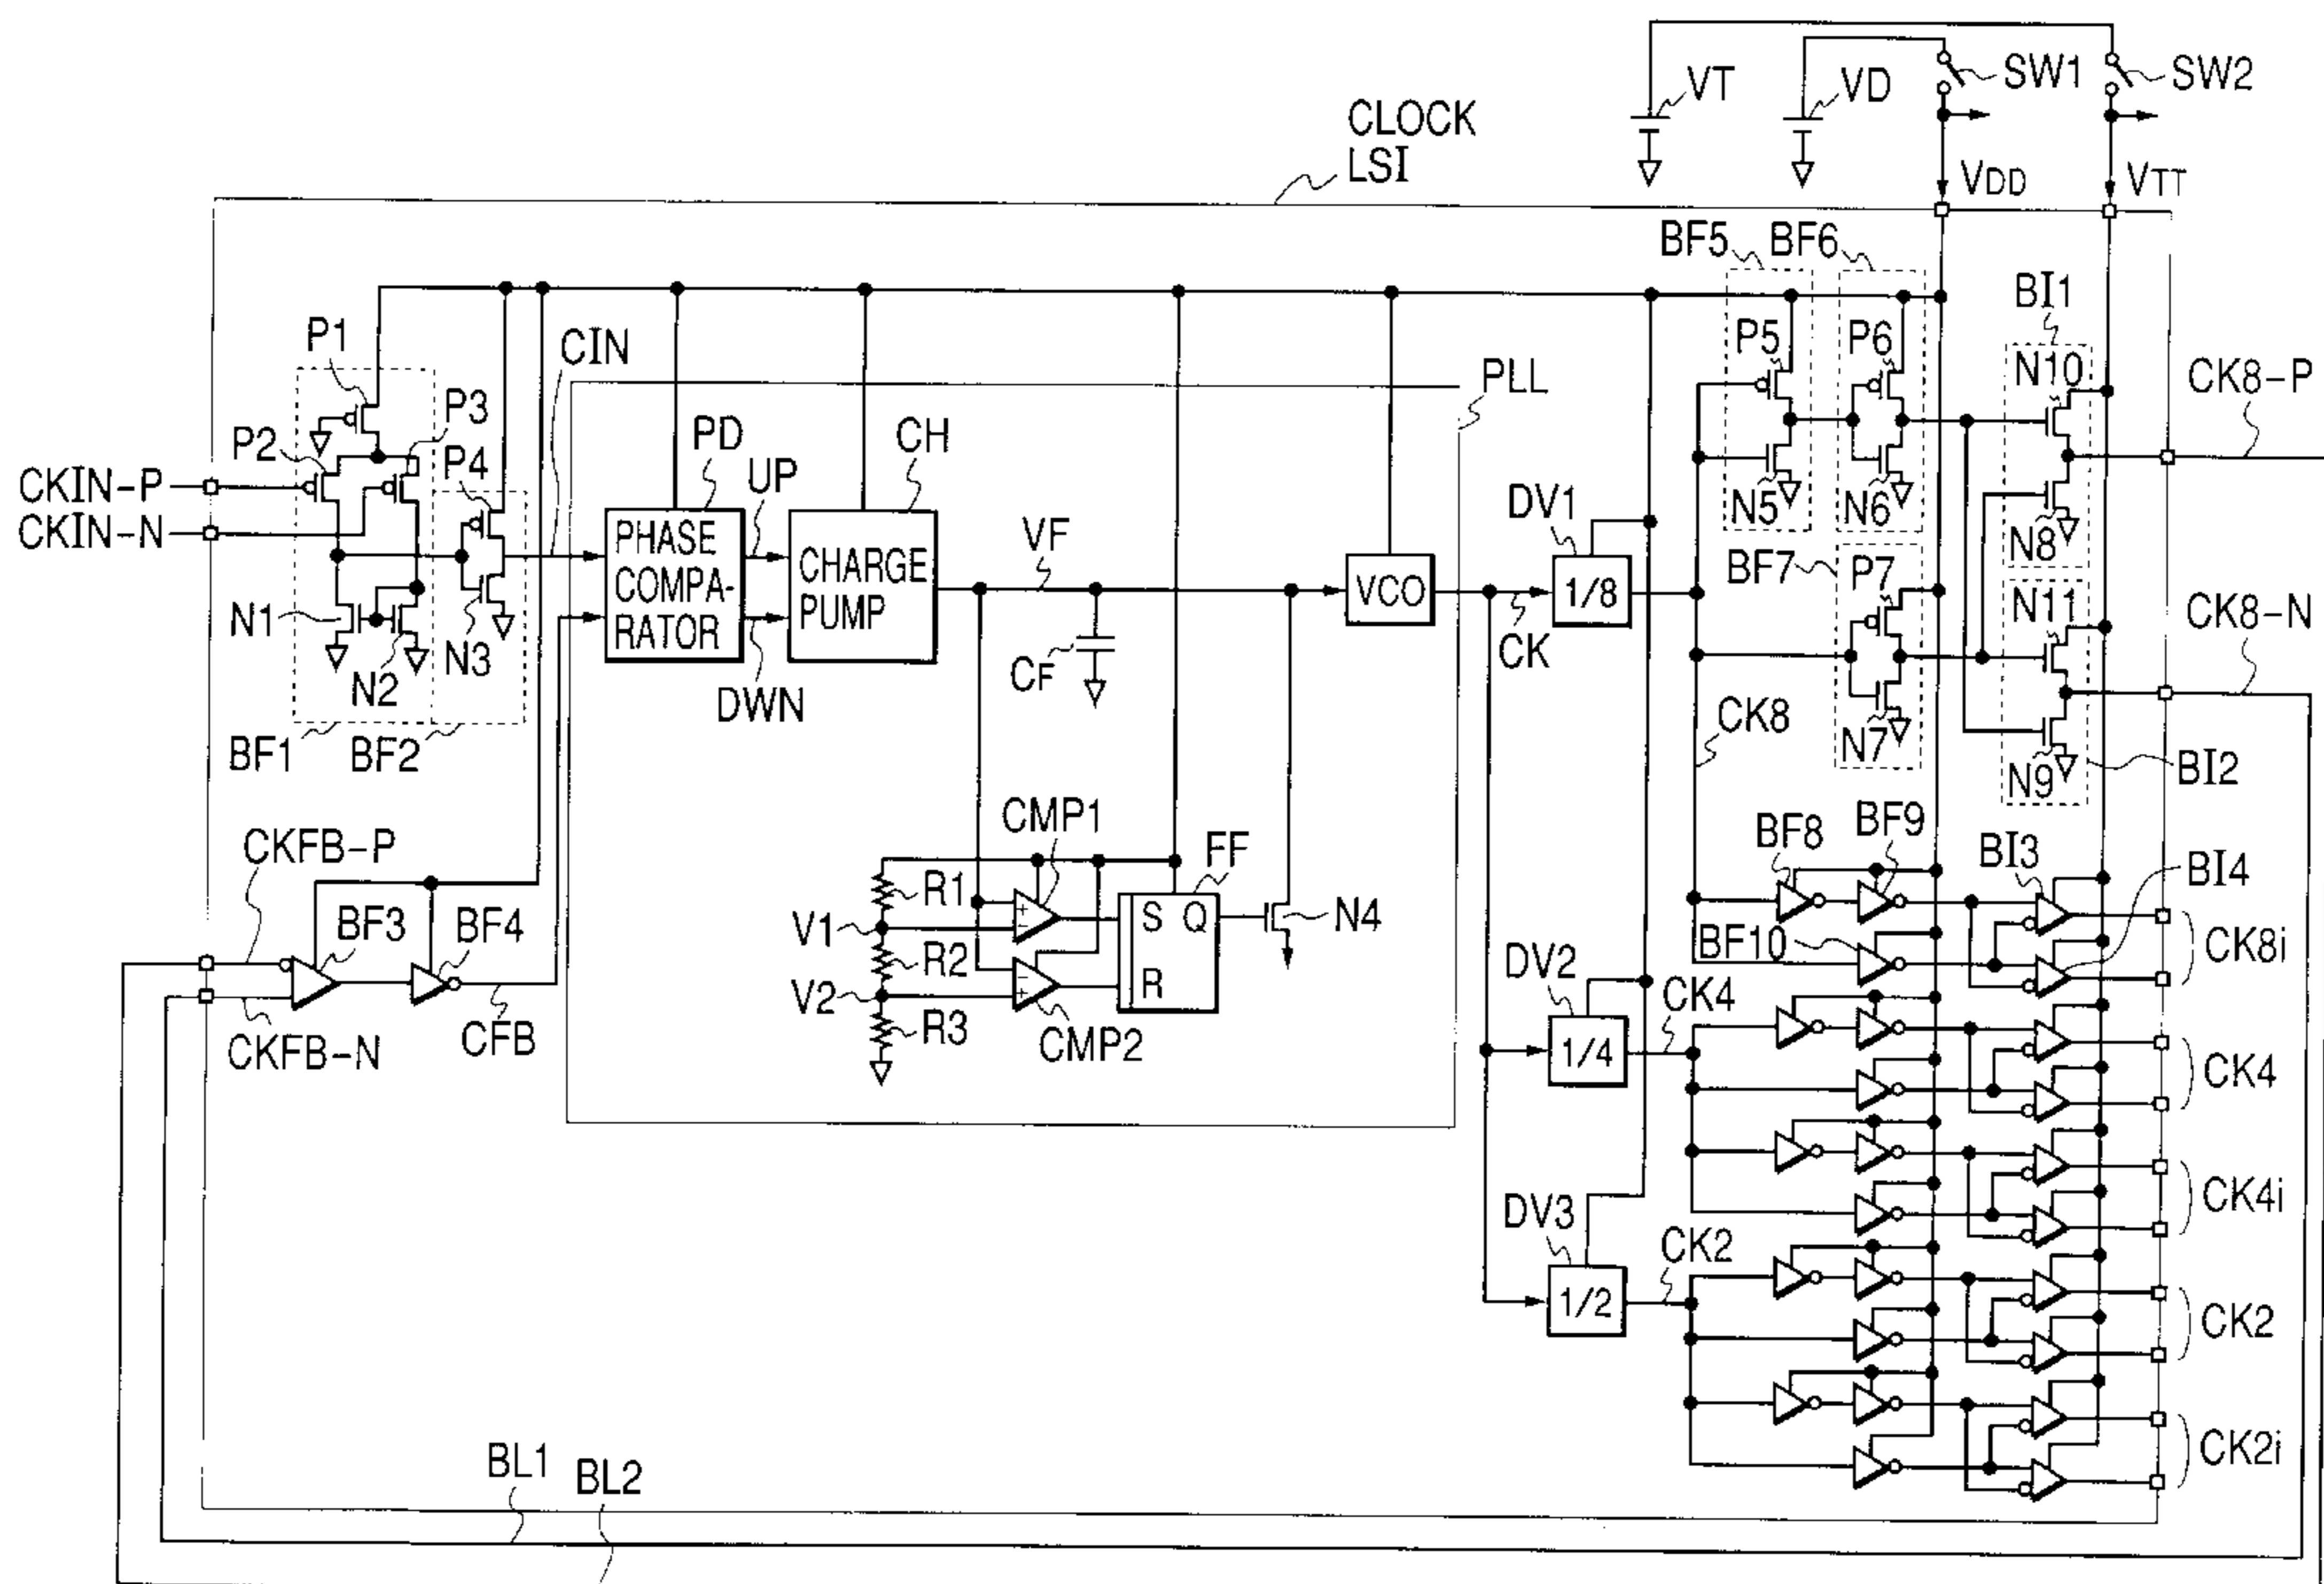 VT
VD
SW1
SW2
CLOCK
LSI
VDD
VTT
BF5
BF6
BI1
P1
CIN
P5
P6
N10
PLL
CK8-P
P3
P2
P4
PD
CH
UP
DV1
N5
N6
N8
CKIN-P
CKIN-N
PHASE
COMPA-
RATOR
CHARGE
PUMP
VF
VCO
1/8
BF7
P7
N11
CK8-N
N1
N2
N3
CF
CK
DWN
CK8
N7
N9
BI2
BF1
BF2
CMP1
FF
BF8
BF9
BI3
BI4
CKFB-P
R1
S Q
N4
V1
+
-
BF3
BF4
R2
BF10
CK8i
DV2
CK4
V2
-
+
R
R3
CMP2
CKFB-N
CFB
1/4
CK4
CK4i
DV3
CK2
1/2
CK2
CK2i
BL1
BL2